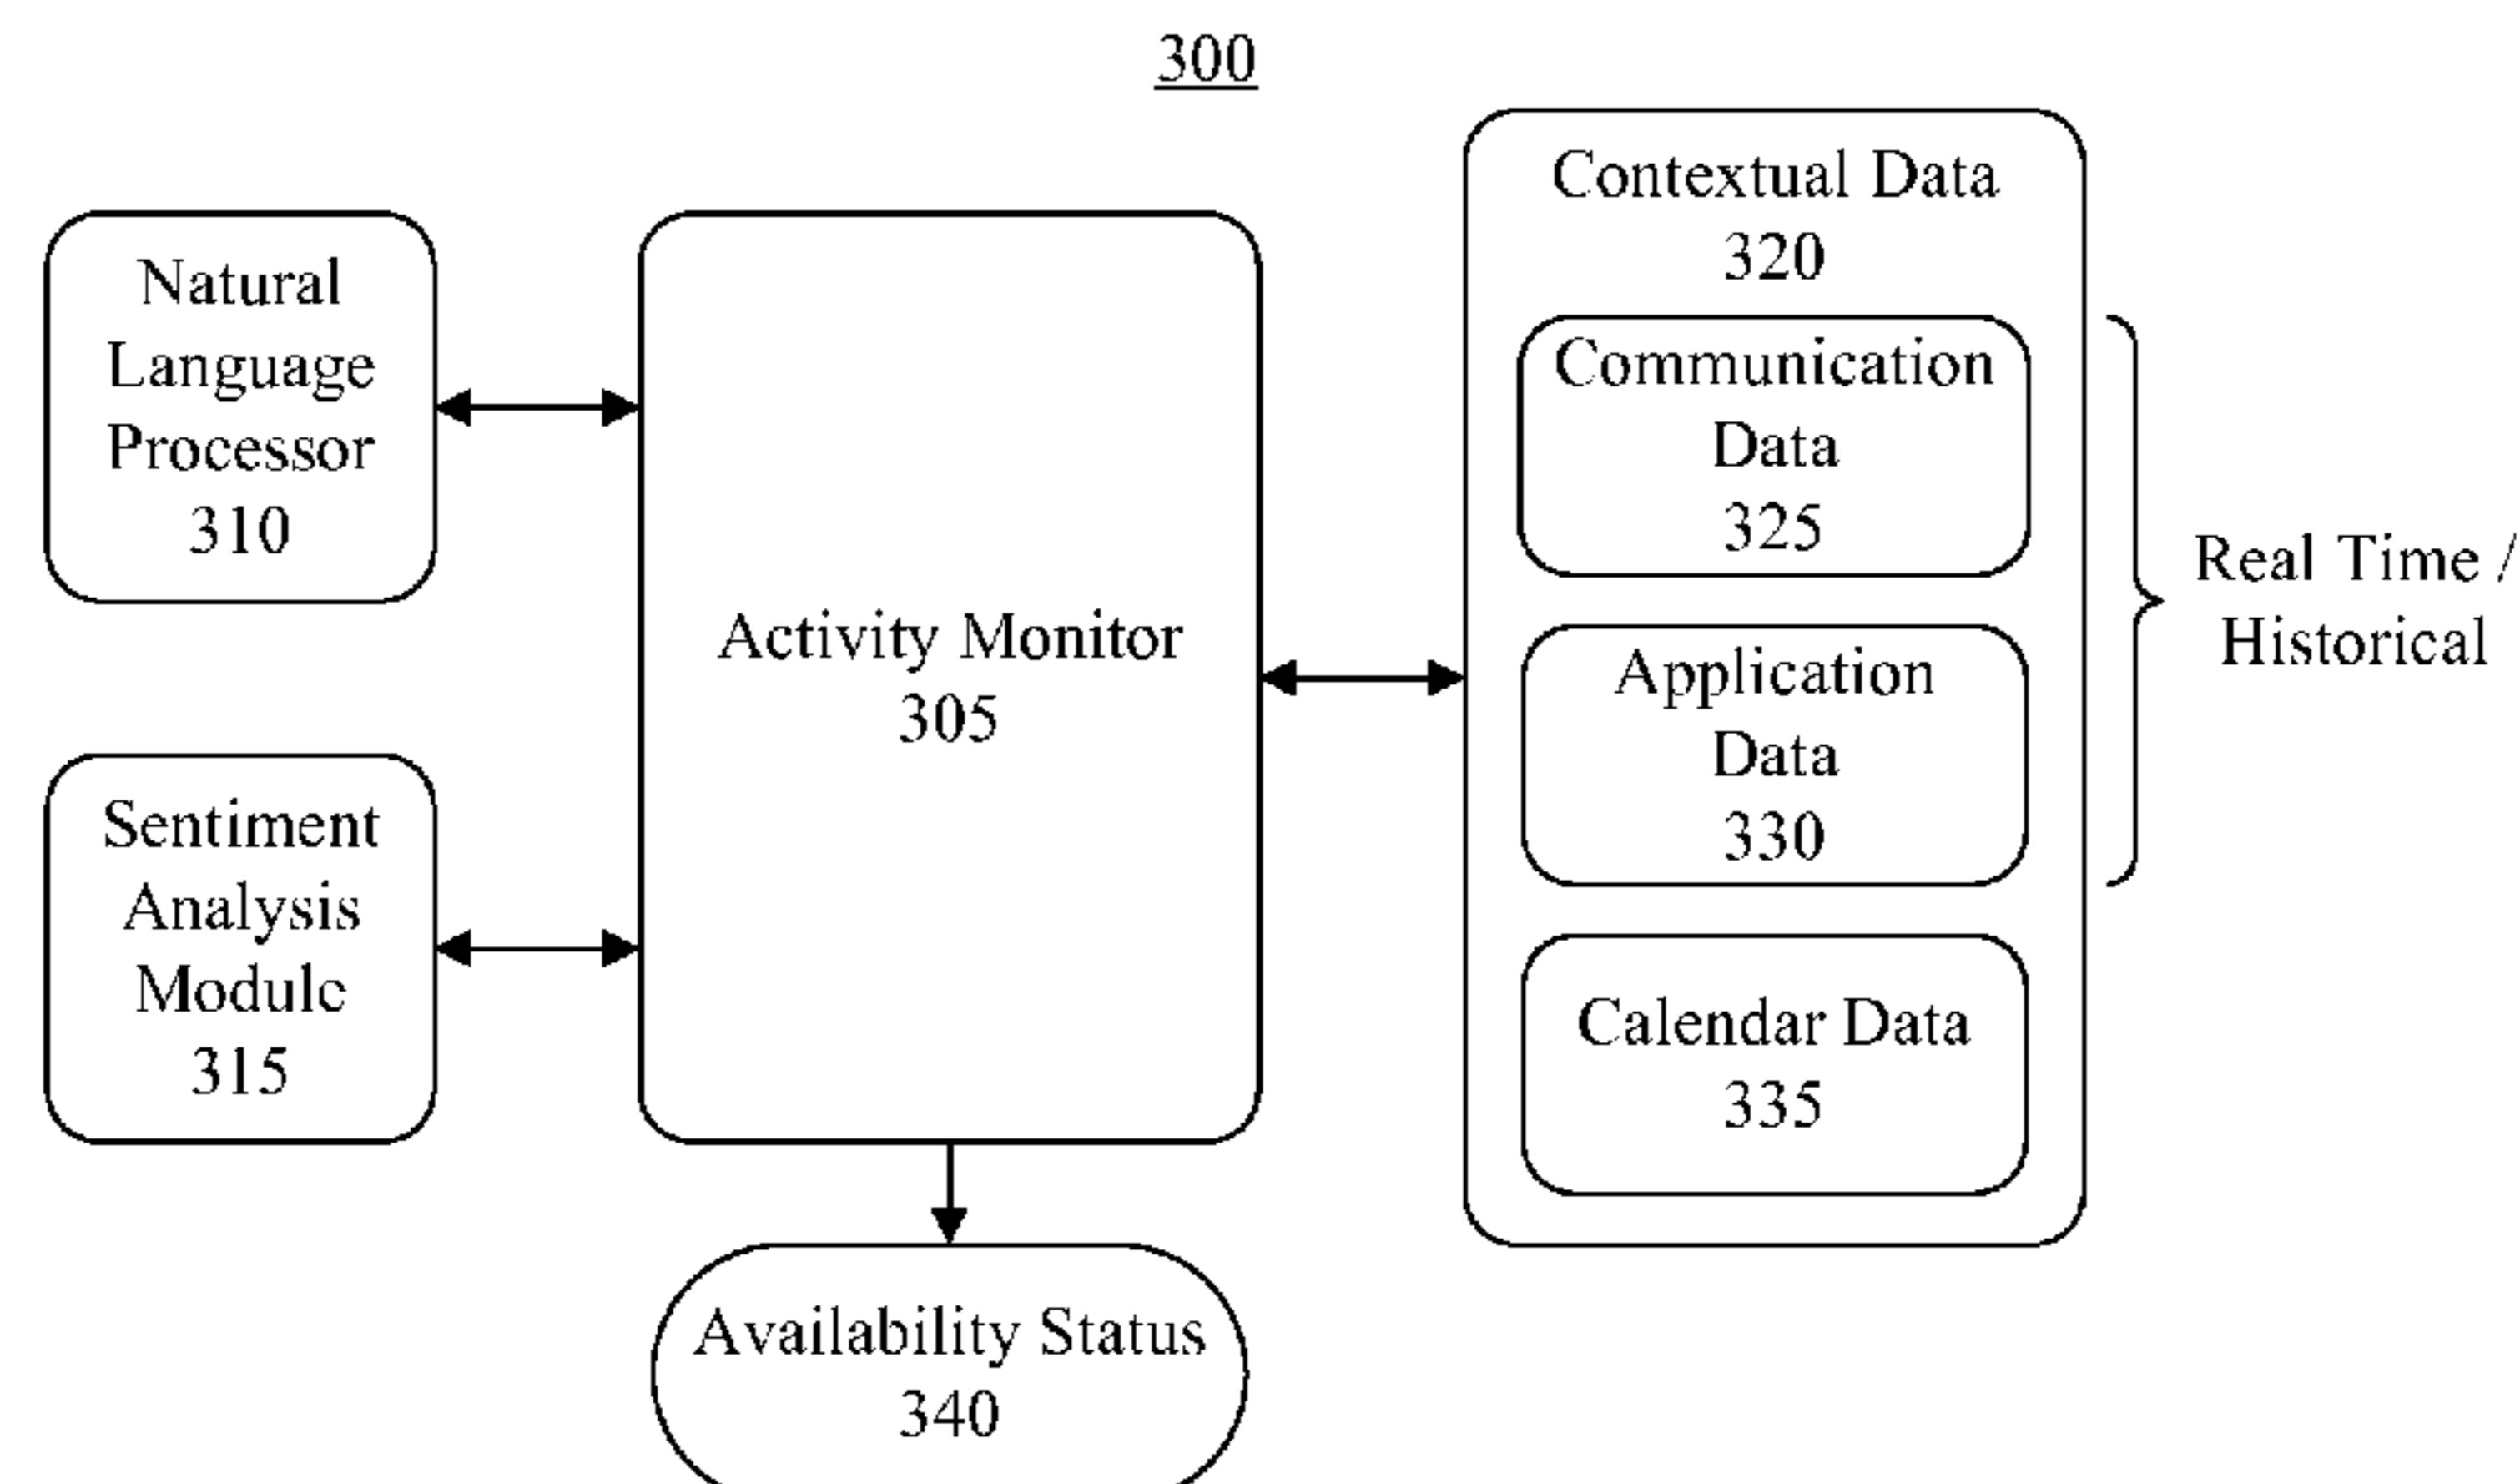 300
Natural
Language
Processor
310
Sentiment
Analysis
Module
315
Activity Monitor
305
Availability Status
340
Contextual Data
320
Communication
Data
325
Application
Data
330
Calendar Data
335
Real Time /
Historical